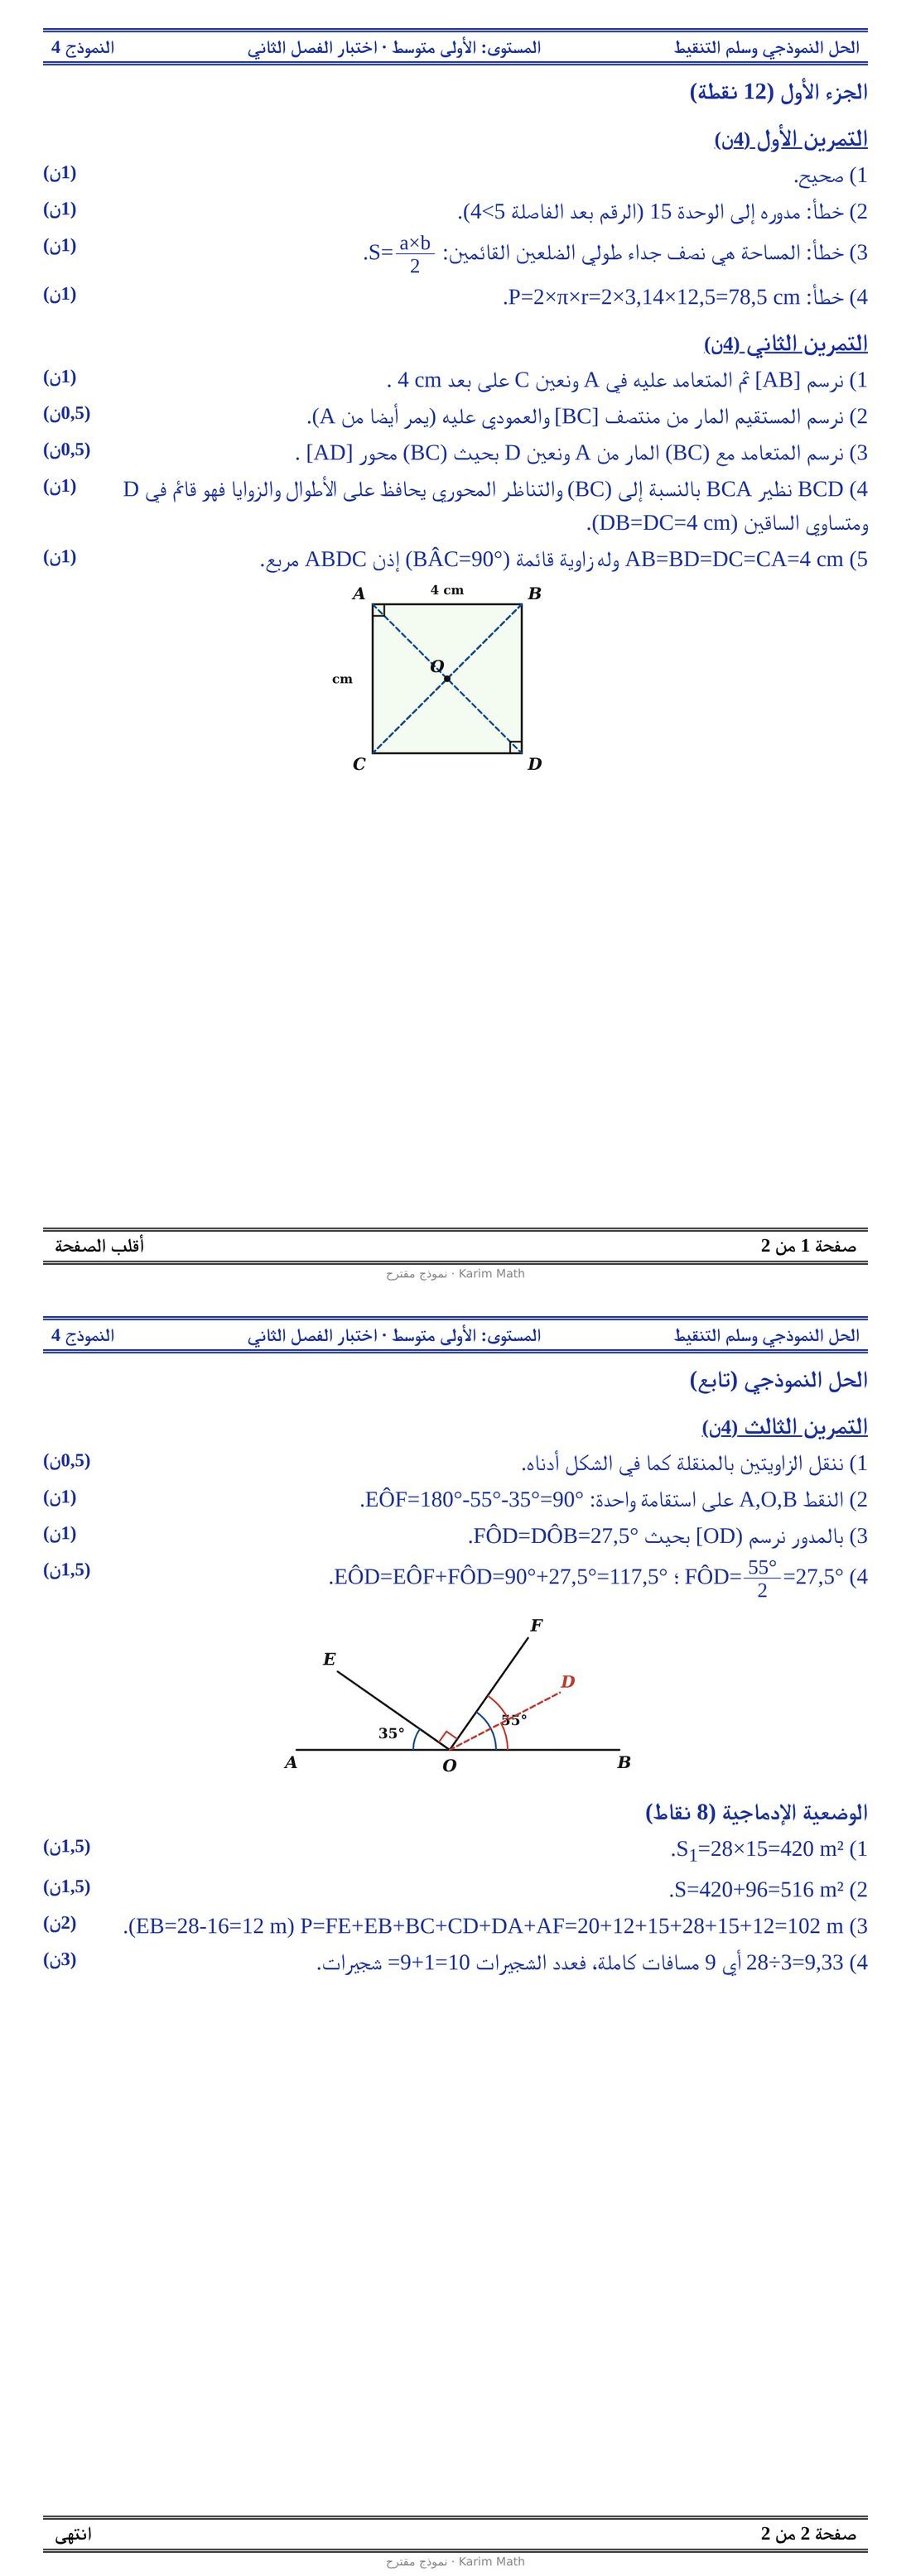 الحل النموذجي وسلم التنقيط المستوى: الأولى متوسط · اختبار الفصل الثاني النموذج 4
الجزء الأول (12 نقطة)
التمرين الأول (4ن)
1) صحيح. (1ن)
2) خطأ: مدوره إلى الوحدة 15 (الرقم بعد الفاصلة 5>4). (1ن)
3) خطأ: المساحة هي نصف جداء طولي الضلعين القائمين: S=a×b/2. (1ن)
4) خطأ: P=2×π×r=2×3,14×12,5=78,5 cm. (1ن)
التمرين الثاني (4ن)
1) نرسم [AB] ثم المتعامد عليه في A ونعين C على بعد 4 cm . (1ن)
2) نرسم المستقيم المار من منتصف [BC] والعمودي عليه (يمر أيضا من A). (0,5ن)
3) نرسم المتعامد مع (BC) المار من A ونعين D بحيث (BC) محور [AD] . (0,5ن)
4) BCD نظير BCA بالنسبة إلى (BC) والتناظر المحوري يحافظ على الأطوال والزوايا فهو قائم في D (1ن)
ومتساوي الساقين (DB=DC=4 cm).
5) AB=BD=DC=CA=4 cm وله زاوية قائمة (BÂC=90°) إذن ABDC مربع. (1ن)
A 4 cm B
O
cm
C D
صفحة 1 من 2 أقلب الصفحة
Karim Math · نموذج مقترح
الحل النموذجي وسلم التنقيط المستوى: الأولى متوسط · اختبار الفصل الثاني النموذج 4
الحل النموذجي (تابع)
التمرين الثالث (4ن)
1) ننقل الزاويتين بالمنقلة كما في الشكل أدناه. (0,5ن)
2) النقط A,O,B على استقامة واحدة: EÔF=180°-55°-35°=90°. (1ن)
3) بالمدور نرسم [OD) بحيث FÔD=DÔB=27,5°. (1ن)
4) FÔD=55°/2=27,5° ؛ EÔD=EÔF+FÔD=90°+27,5°=117,5°. (1,5ن)
F
E
D
55°
35°
A O B
الوضعية الإدماجية (8 نقاط)
1) S₁=28×15=420 m². (1,5ن)
2) S=420+96=516 m². (1,5ن)
3) P=FE+EB+BC+CD+DA+AF=20+12+15+28+15+12=102 m (EB=28-16=12 m). (2ن)
4) 28÷3=9,33 أي 9 مسافات كاملة، فعدد الشجيرات =9+1=10 شجيرات. (3ن)
صفحة 2 من 2 انتهى
Karim Math · نموذج مقترح